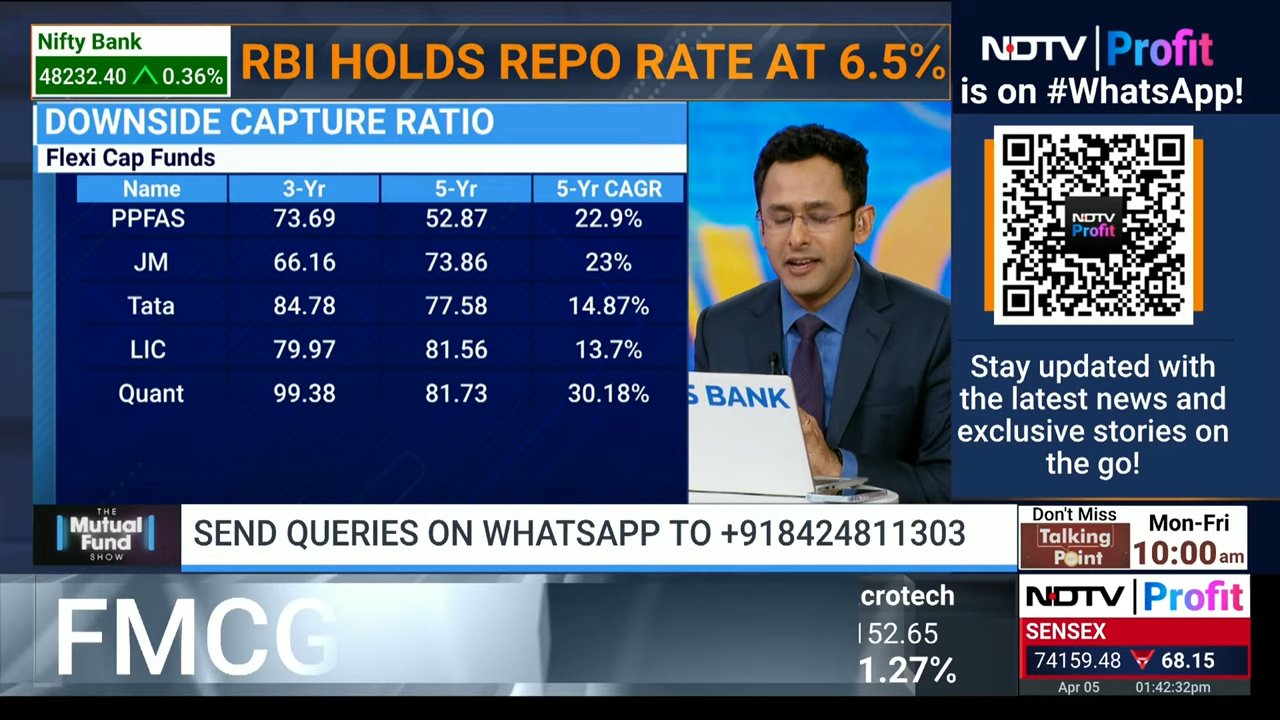 Nifty Bank
48232.40 0.36%
RBI HOLDS REPO RATE AT 6.5%
NDTV Profit
is on #WhatsApp!
DOWNSIDE CAPTURE RATIO
Flexi Cap Funds
Name 3-Yr 5-Yr 5-Yr CAGR
PPFAS 73.69 52.87 22.9%
JM 66.16 73.86 23%
Tata 84.78 77.58 14.87%
LIC 79.97 81.56 13.7%
Quant 99.38 81.73 30.18%
S BANK
NDTV
Profit
Stay updated with
the latest news and
exclusive stories on
the go!
THE
Mutual
Fund
SHOW
SEND QUERIES ON WHATSAPP TO +918424811303
Don't Miss
Talking
Point
Mon-Fri
10:00am
FMCG
crotech
152.65
1.27%
NDTV Profit
SENSEX
74159.48 68.15
Apr 05 01:42:32pm